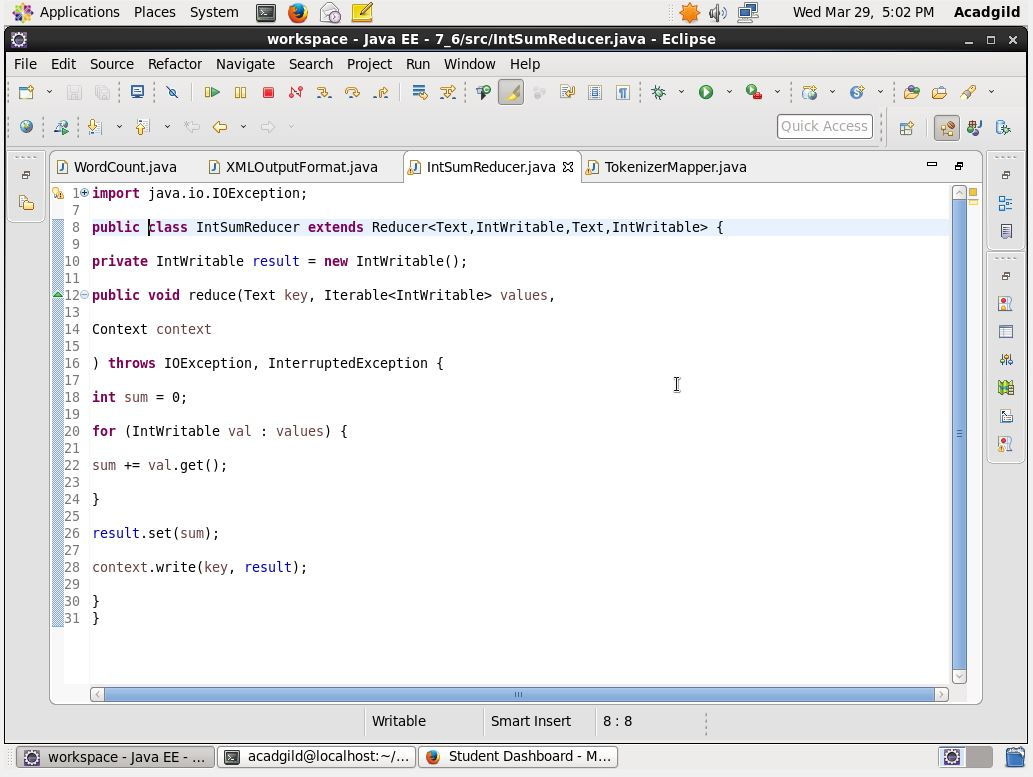 Applications Places System Wed Mar 29, 5:02 PM Acadgild
workspace - Java EE - 7_6/src/IntSumReducer.java - Eclipse
File Edit Source Refactor Navigate Search Project Run Window Help
Quick Access
WordCount.java XMLOutputFormat.java IntSumReducer.java TokenizerMapper.java
1 import java.io.IOException;
7
8 public class IntSumReducer extends Reducer<Text,IntWritable,Text,IntWritable> {
9
10 private IntWritable result = new IntWritable();
11
12 public void reduce(Text key, Iterable<IntWritable> values,
13
14 Context context
15
16 ) throws IOException, InterruptedException {
17
18 int sum = 0;
19
20 for (IntWritable val : values) {
21
22 sum += val.get();
23
24 }
25
26 result.set(sum);
27
28 context.write(key, result);
29
30 }
31 }
Writable Smart Insert 8 : 8
workspace - Java EE - ... acadgild@localhost:~/... Student Dashboard - M...